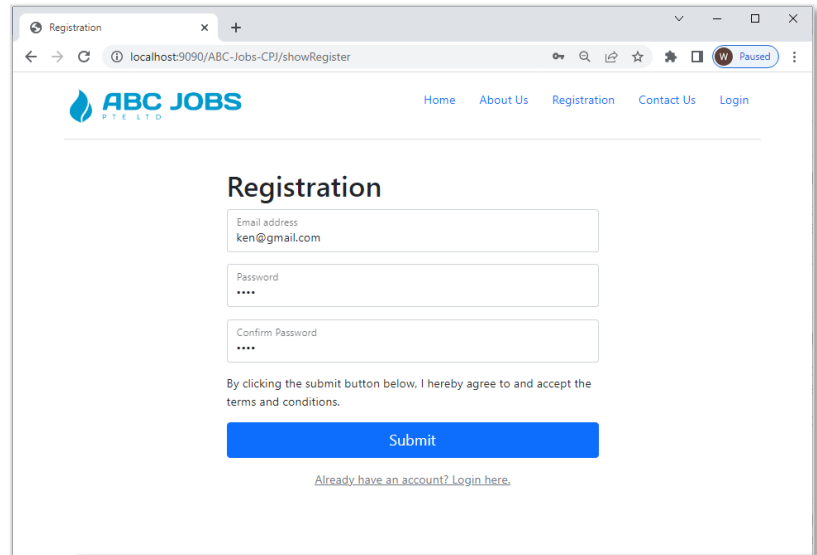 Registration
localhost:9090/ABC-Jobs-CPJ/showRegister
W Paused
ABC JOBS
PTE LTD
Home About Us Registration Contact Us Login
Registration
Email address
ken@gmail.com
Password
••••
Confirm Password
••••
By clicking the submit button below, I hereby agree to and accept the
terms and conditions.
Submit
Already have an account? Login here.